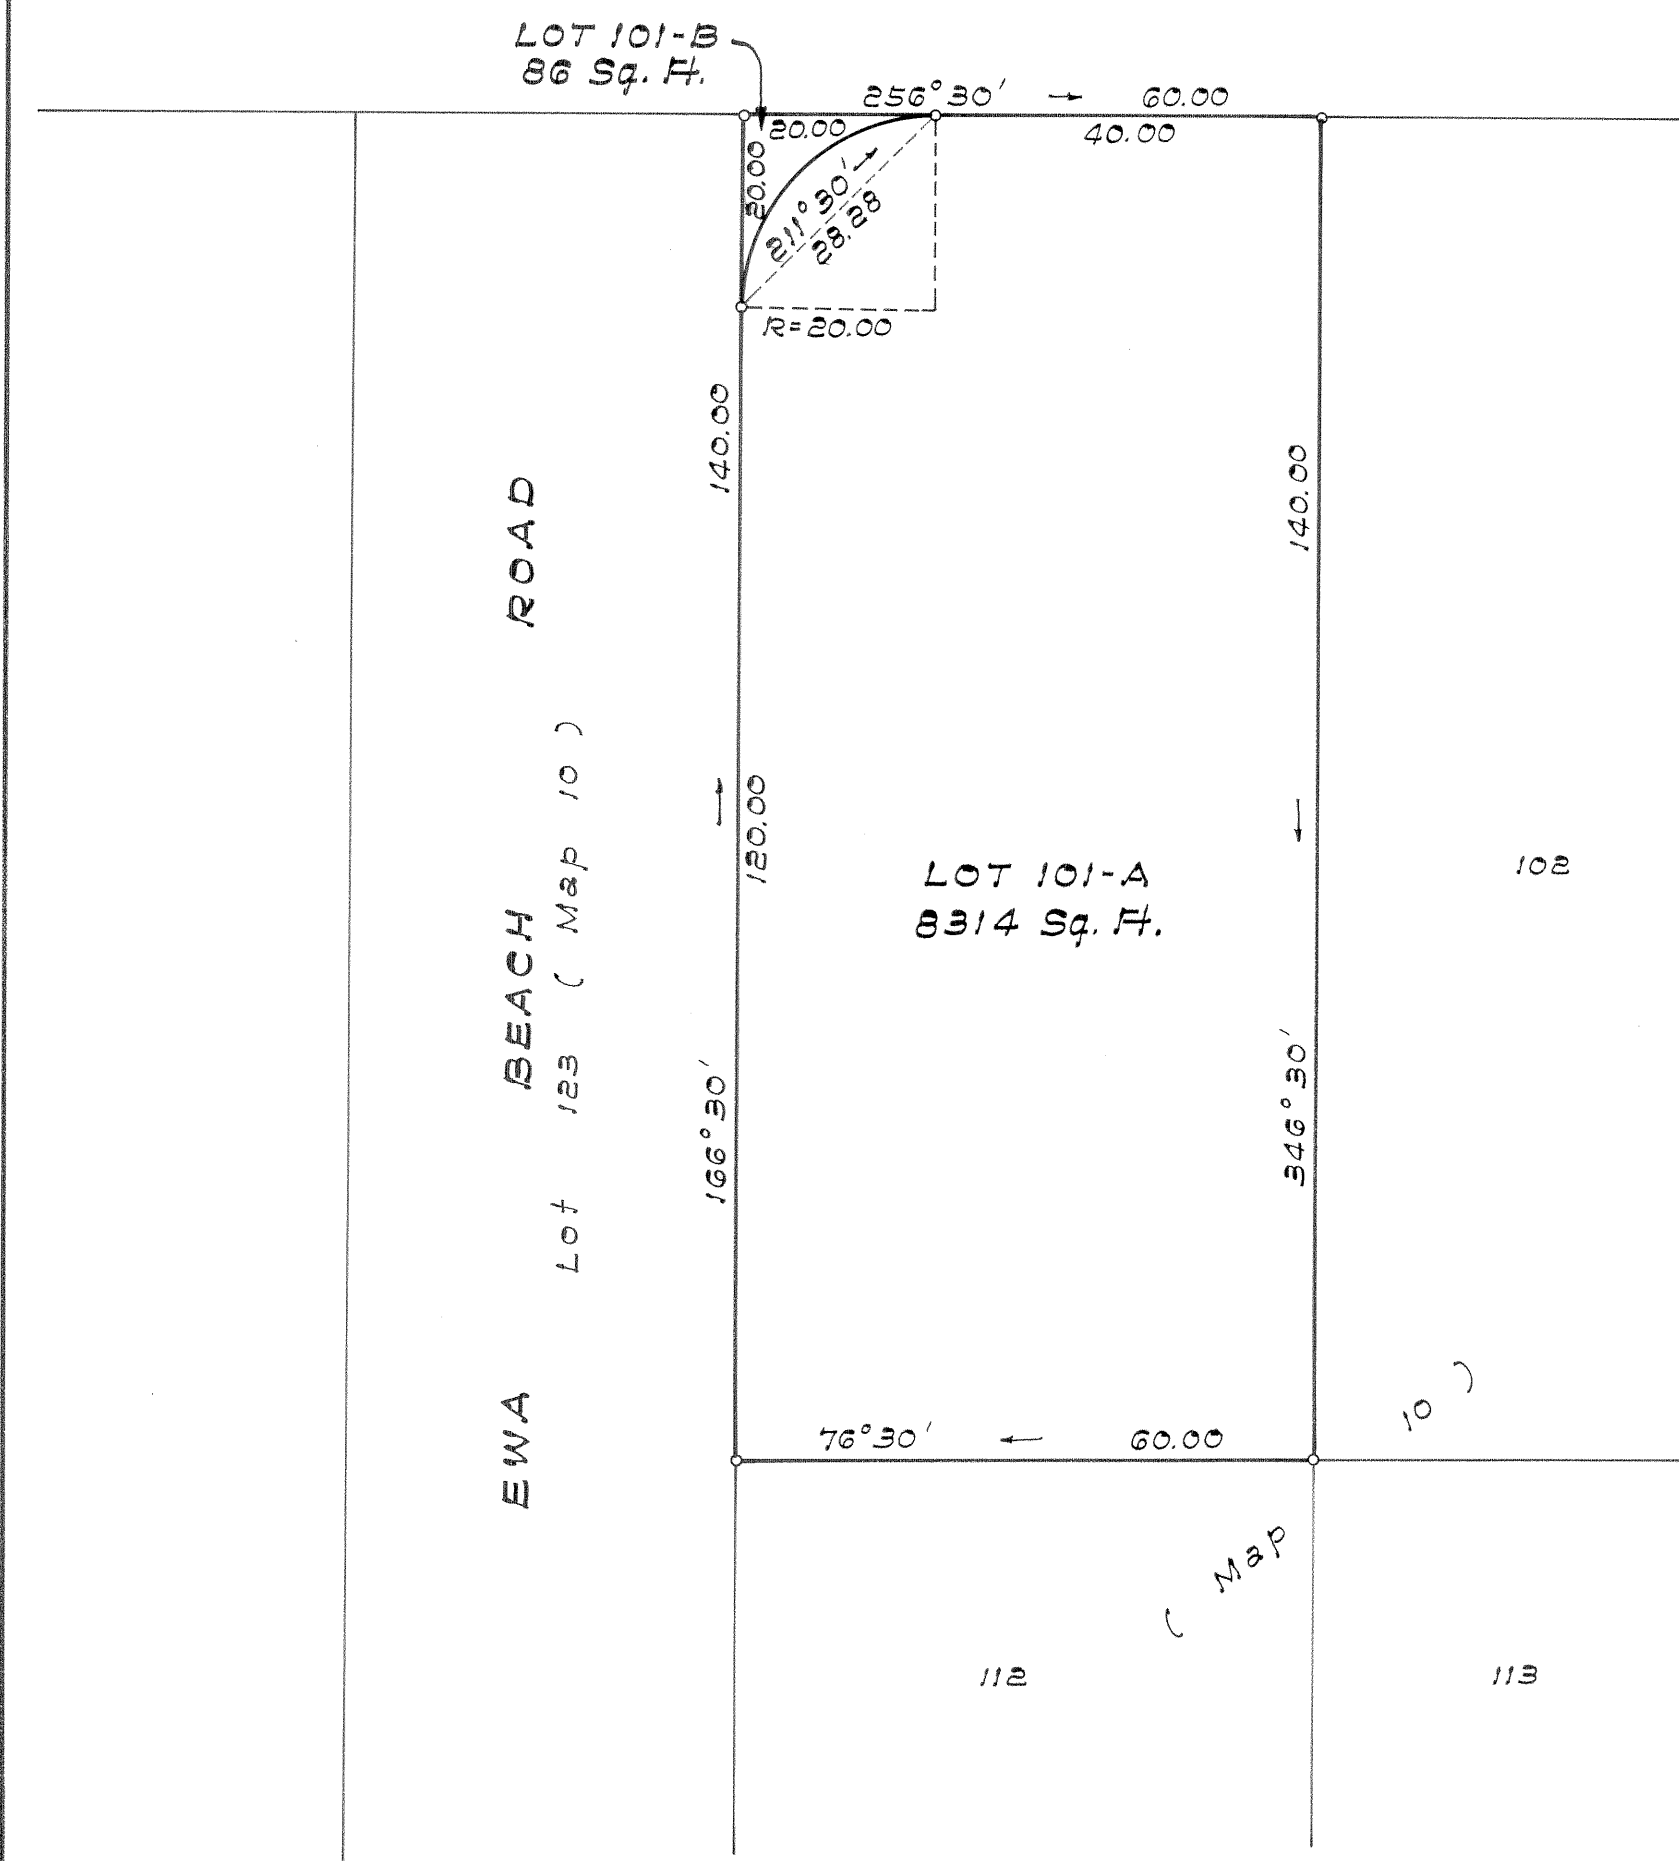 LOT 101-B
86 Sq. Ft.
256° 30' → 60.00
20.00
40.00
20.00
211° 30' →
28.28
R=20.00
140.00
140.00
EWA BEACH ROAD
Lot 123 ( Map 10 )
120.00
166° 30'
346° 30'
LOT 101-A
8314 Sq. Ft.
102
76° 30' ← 60.00
( Map 10 )
112
113